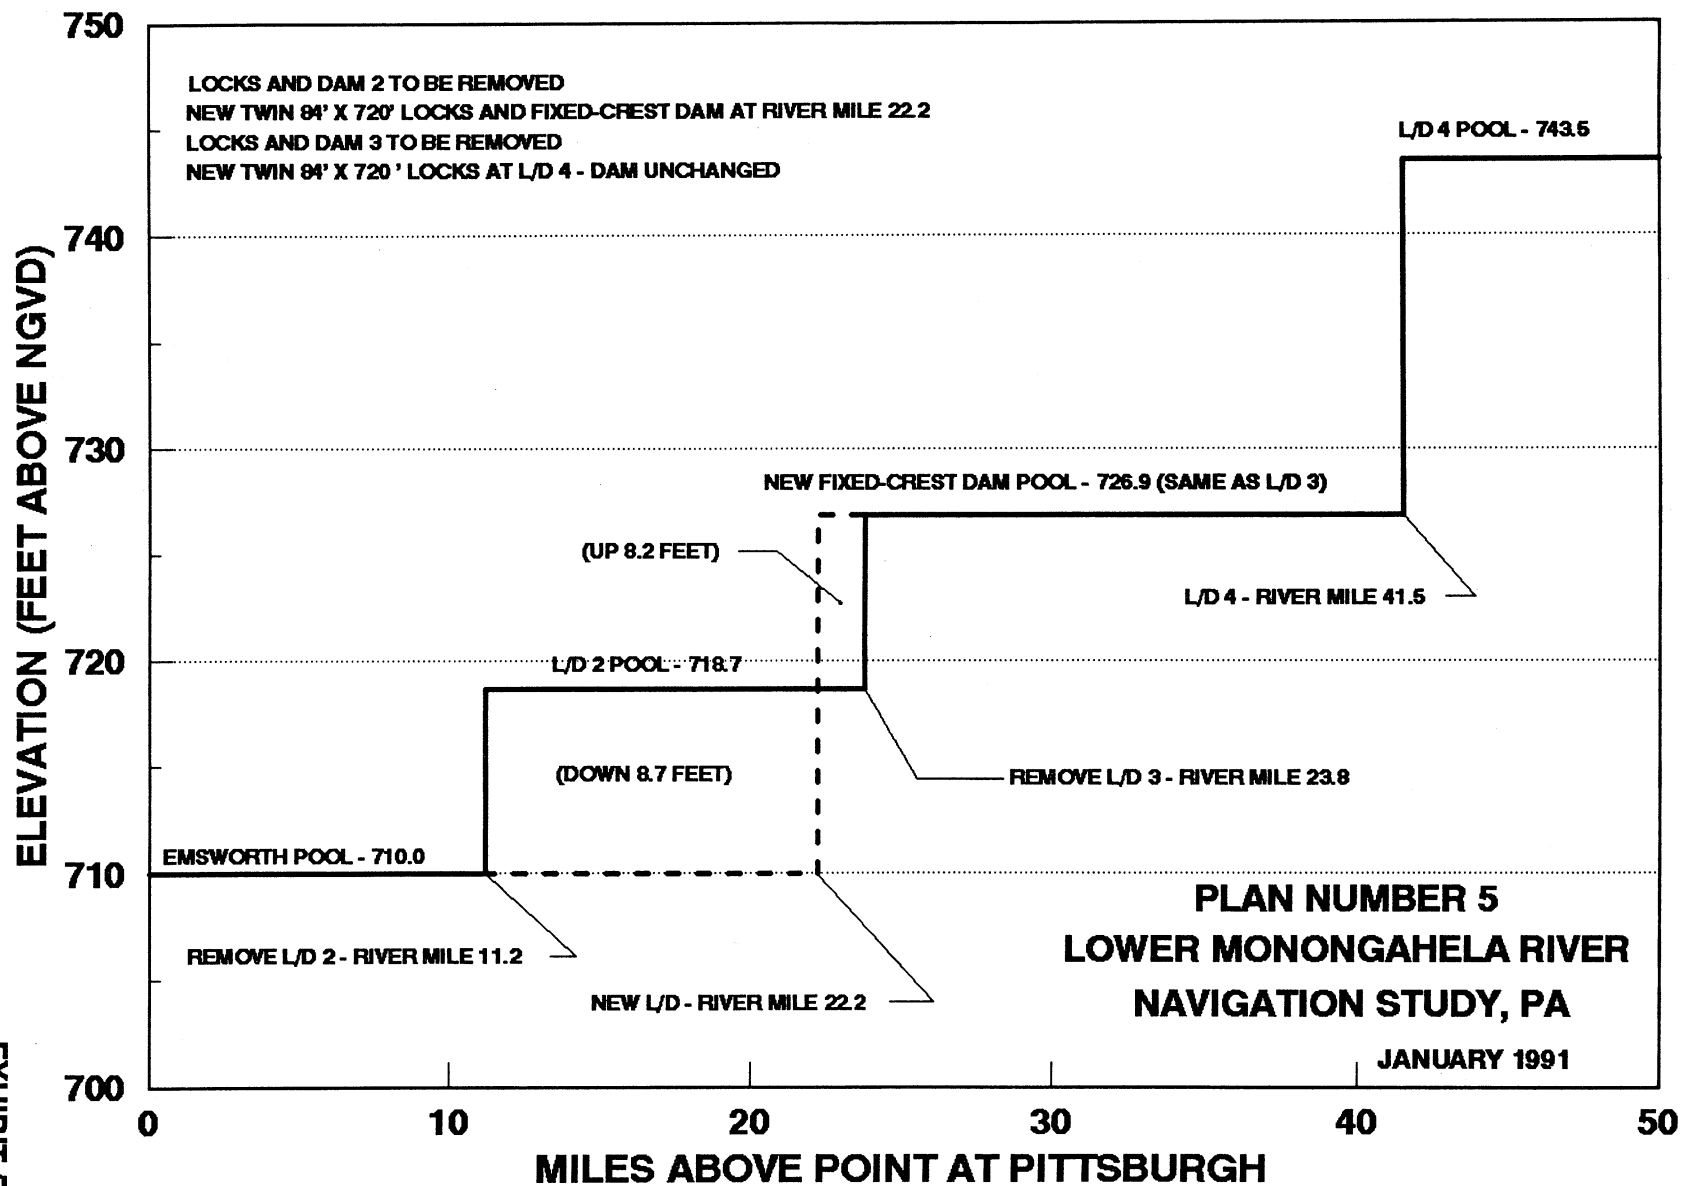 750
LOCKS AND DAM 2 TO BE REMOVED
NEW TWIN 84' X 720' LOCKS AND FIXED-CREST DAM AT RIVER MILE 22.2
LOCKS AND DAM 3 TO BE REMOVED
NEW TWIN 84' X 720 ' LOCKS AT L/D 4 - DAM UNCHANGED
L/D 4 POOL - 743.5
740
730
NEW FIXED-CREST DAM POOL - 726.9 (SAME AS L/D 3)
(UP 8.2 FEET)
L/D 4 - RIVER MILE 41.5
720
L/D 2 POOL - 718.7
(DOWN 8.7 FEET)
REMOVE L/D 3 - RIVER MILE 23.8
EMSWORTH POOL - 710.0
710
REMOVE L/D 2 - RIVER MILE 11.2
NEW L/D - RIVER MILE 22.2
PLAN NUMBER 5
LOWER MONONGAHELA RIVER
NAVIGATION STUDY, PA
JANUARY 1991
700
0 10 20 30 40 50
MILES ABOVE POINT AT PITTSBURGH
ELEVATION (FEET ABOVE NGVD)